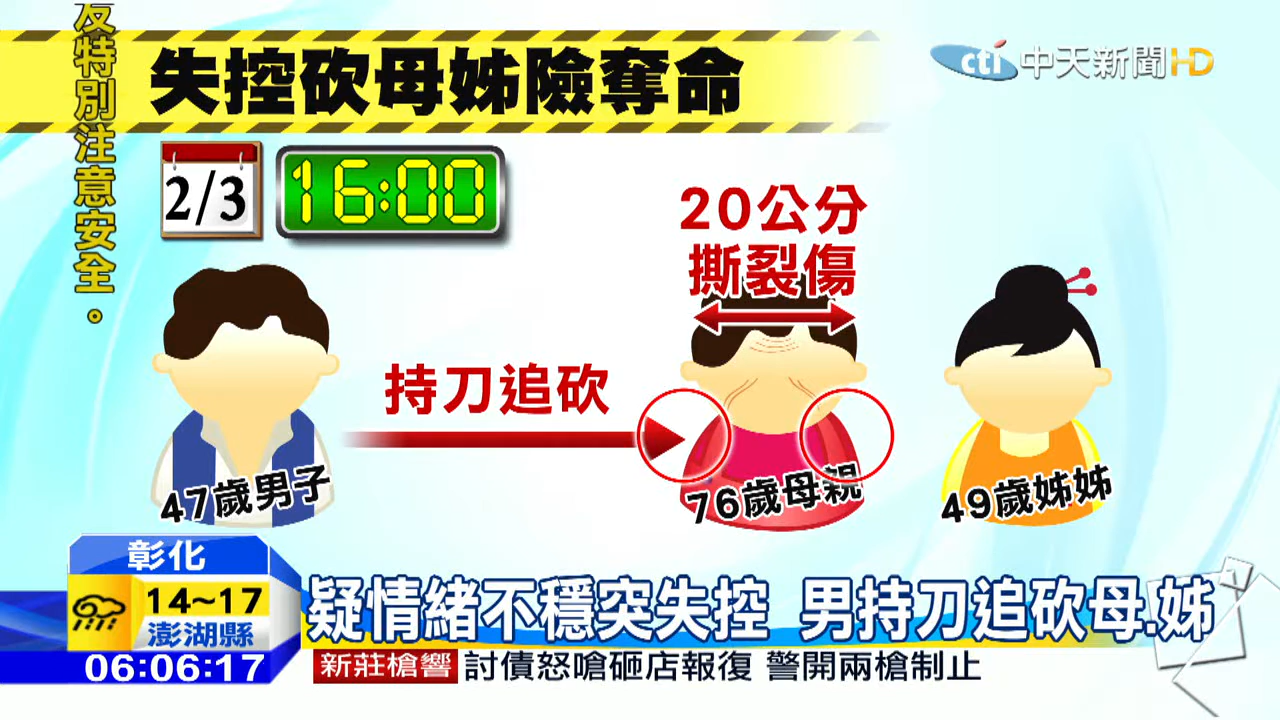 友特別注意安全。
失控砍母姊險奪命
cti 中天新聞HD
2/3
16:00
20公分
撕裂傷
持刀追砍
47歲男子
76歲母親
49歲姊姊
彰化
疑情緒不穩突失控 男持刀追砍母.姊
14~17
澎湖縣
06:06:17
新莊槍響 討債怒嗆砸店報復 警開兩槍制止